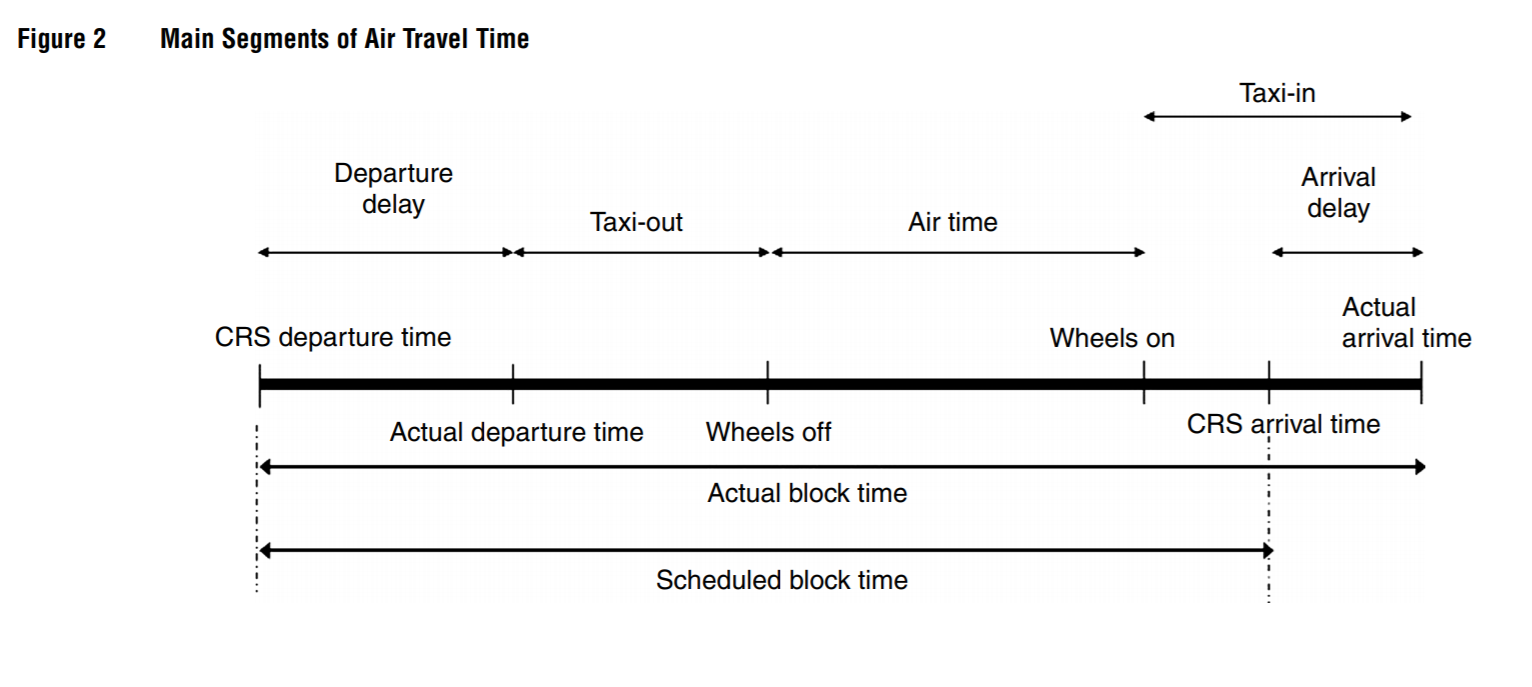 Figure 2 Main Segments of Air Travel Time
Taxi-in
Departure
delay
Taxi-out
Air time
Arrival
delay
CRS departure time
Wheels on
Actual
arrival time
Actual departure time
Wheels off
CRS arrival time
Actual block time
Scheduled block time